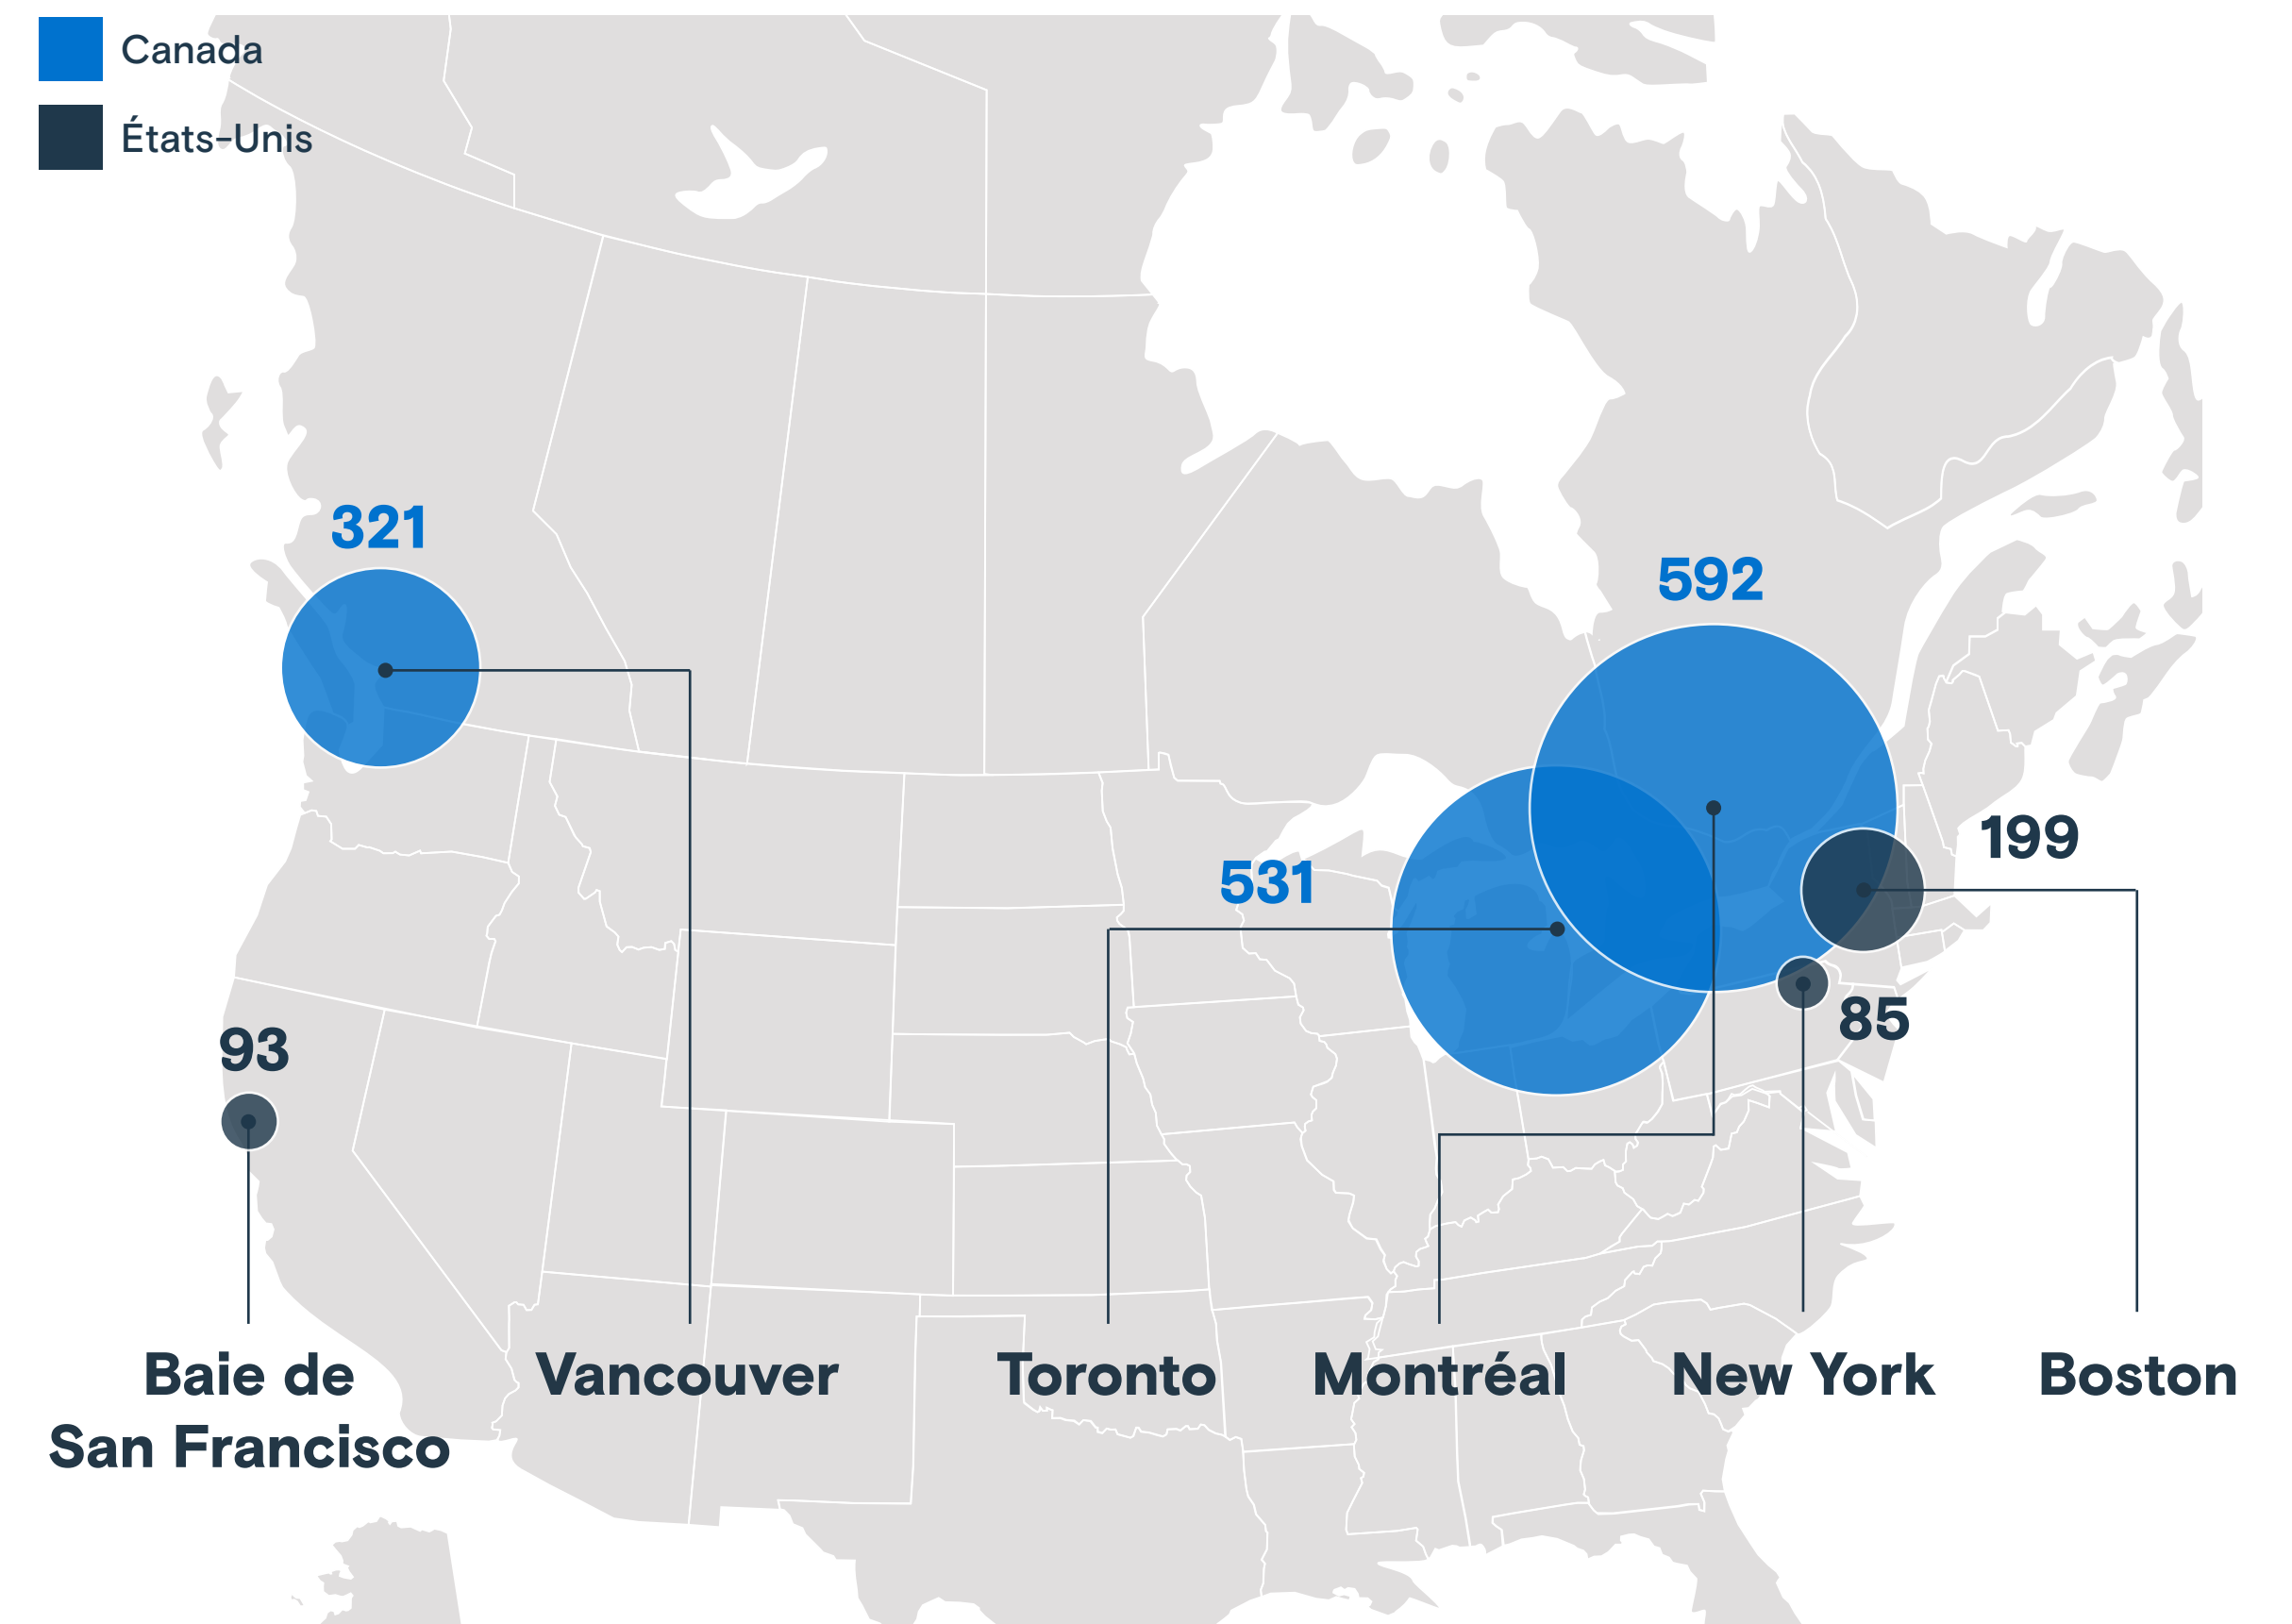 Canada
États-Unis
321
592
199
531
85
93
Baie de
San Francisco
Vancouver
Toronto
Montréal
New York
Boston